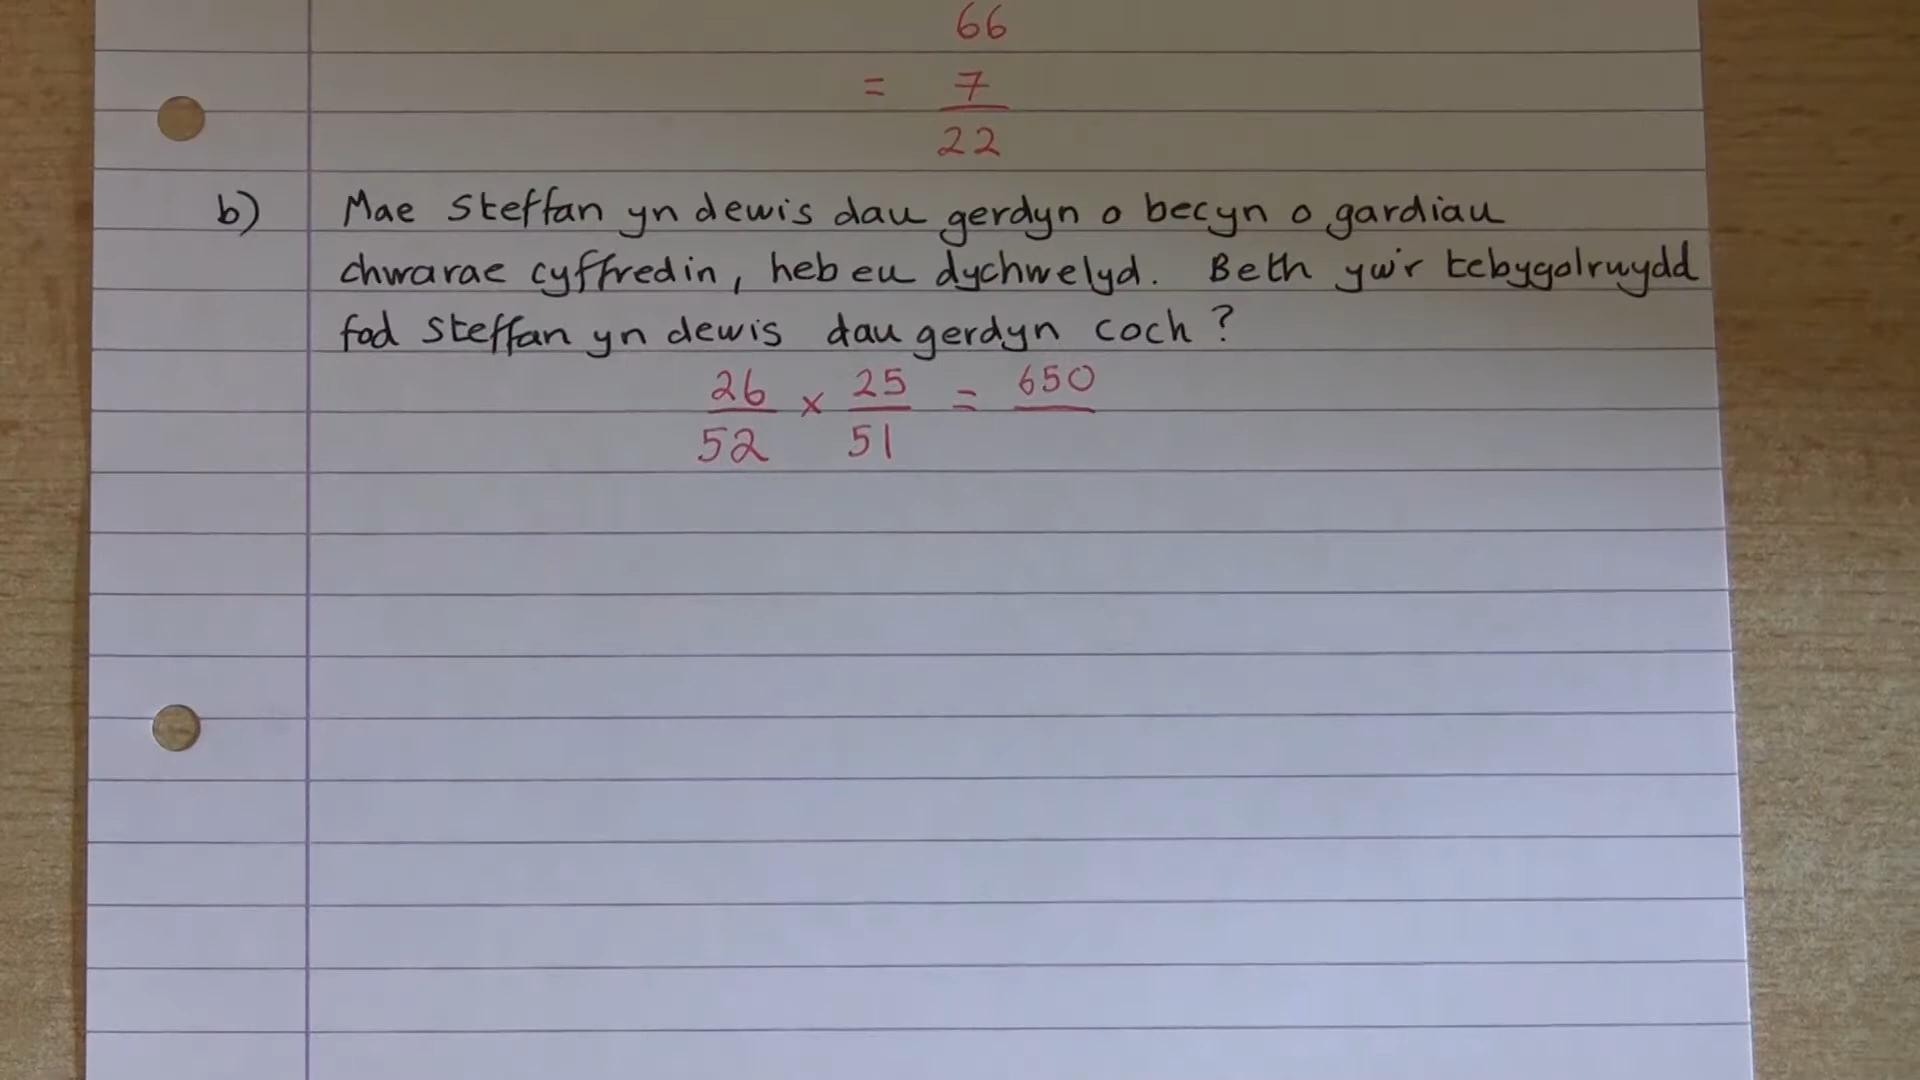 66
= 7
22
b) Mae Steffan yn dewis dau gerdyn o becyn o gardiau
chwarae cyffredin, heb eu dychwelyd. Beth yw'r tebygolrwydd
fod Steffan yn dewis dau gerdyn coch?
26 × 25 = 650
52 51